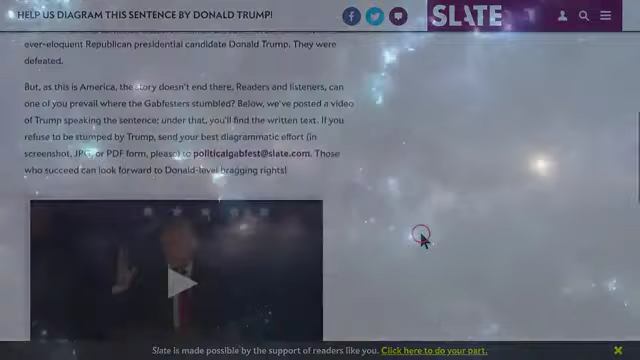 HELP US DIAGRAM THIS SENTENCE BY DONALD TRUMP!
SLATE
ever-eloquent Republican presidential candidate Donald Trump. They were
defeated.
But, as this is America, the story doesn't end there. Readers and listeners, can
one of you prevail where the Gabfesters stumbled? Below, we've posted a video
of Trump speaking the sentence; under that, you'll find the written text. If you
refuse to be stumped by Trump, send your best diagrammatic effort (in
screenshot, JPG, or PDF form, please) to politicalgabfest@slate.com. Those
who succeed can look forward to Donald-level bragging rights!
Slate is made possible by the support of readers like you. Click here to do your part.